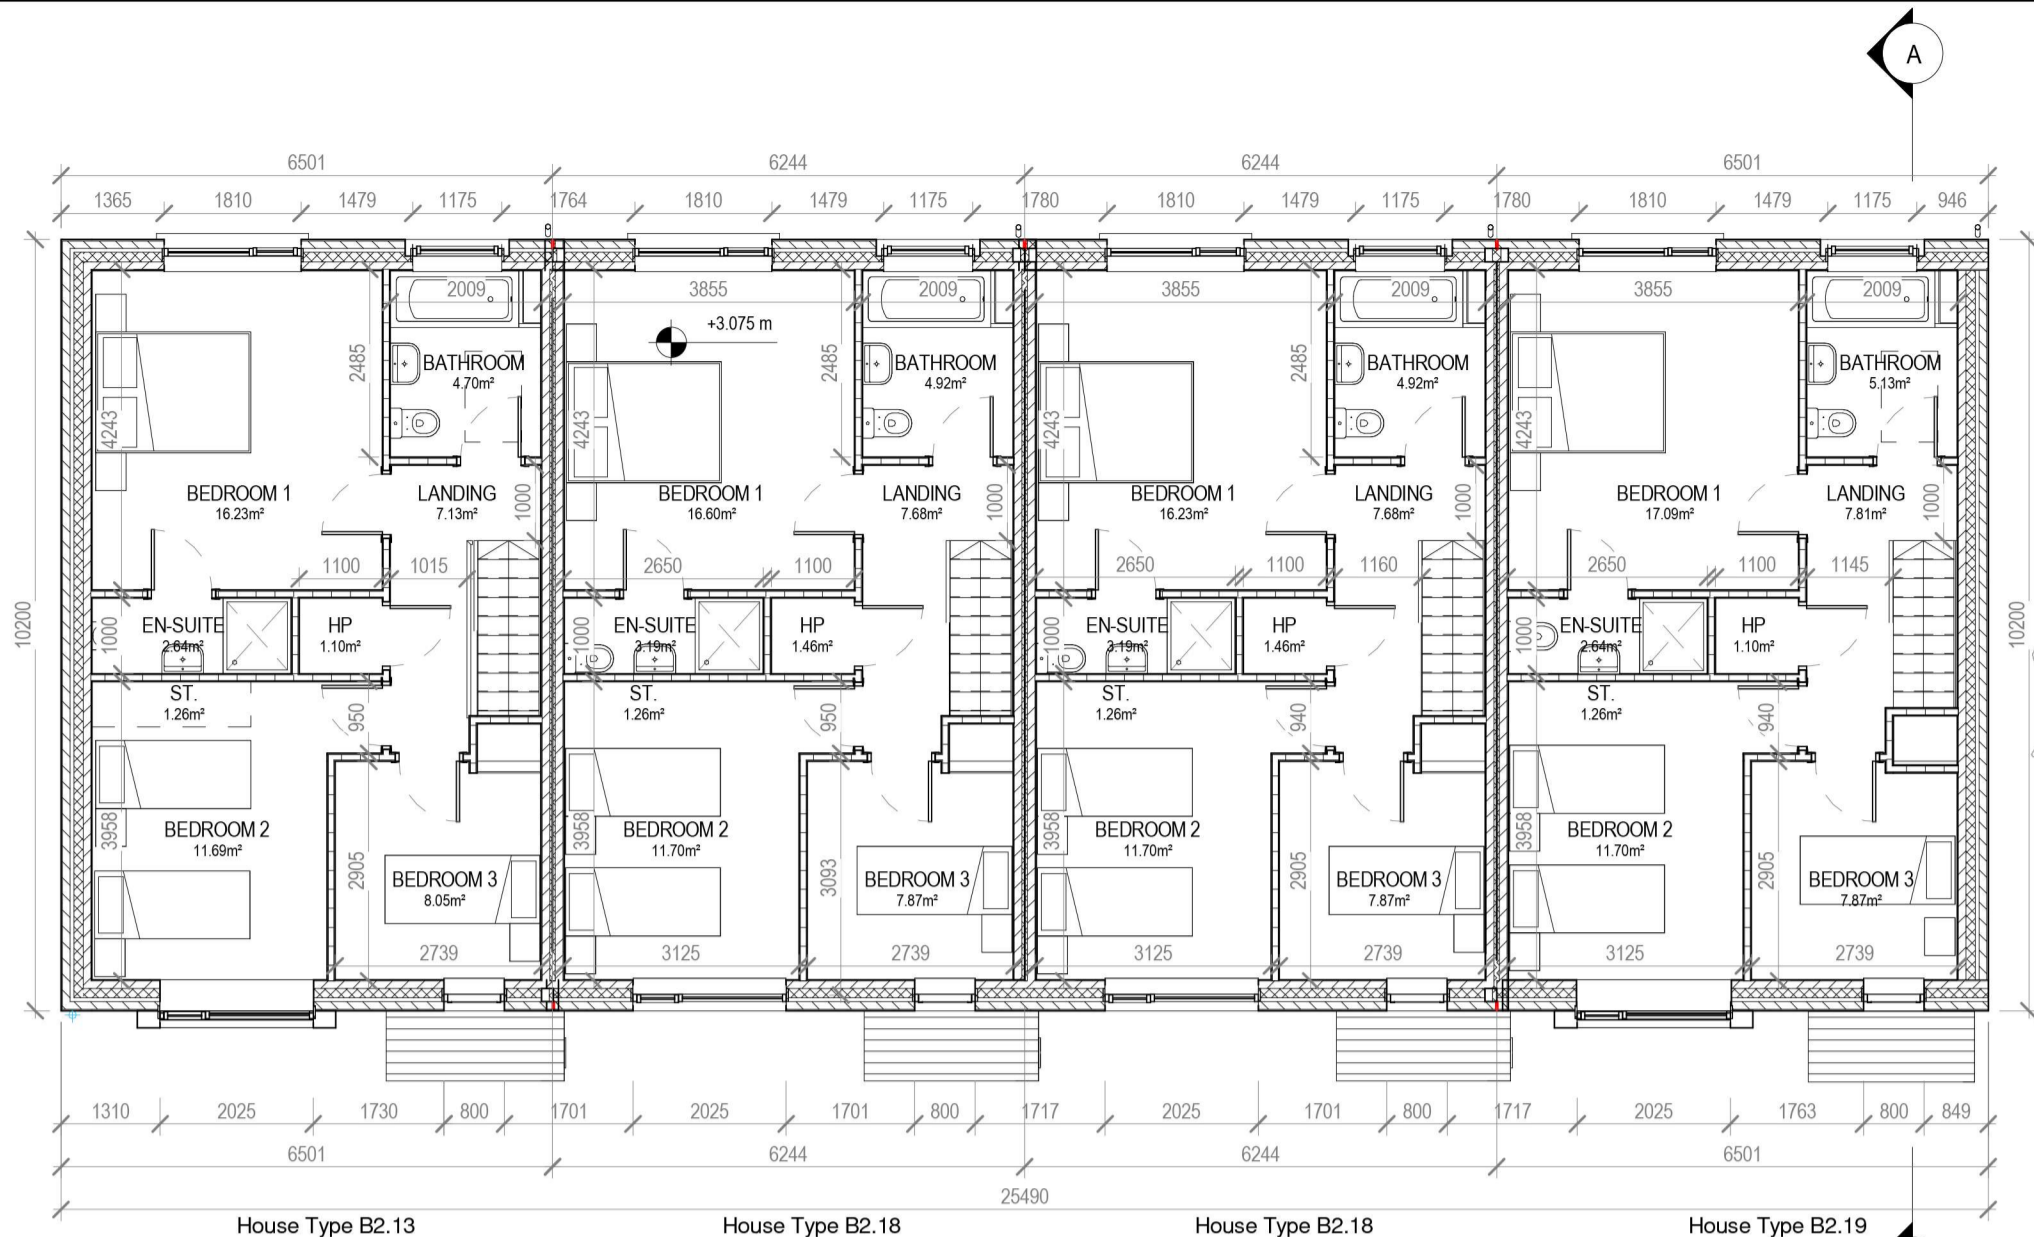 A
6501 6244 6244 6501
1365 1810 1479 1175 1764 1810 1479 1175 1780 1810 1479 1175 1780 1810 1479 1175 946
2009 3855 2009 3855 2009 3855 2009
+3.075 m
2485 2485 2485
BATHROOM BATHROOM BATHROOM BATHROOM
4.70m² 4.92m² 4.92m² 5.13m²
4243 4243 4243 4243
BEDROOM 1 LANDING BEDROOM 1 LANDING BEDROOM 1 LANDING BEDROOM 1 LANDING
16.23m² 7.13m² 1000 16.60m² 7.68m² 1000 16.23m² 7.68m² 1000 17.09m² 7.81m² 1000
1100 1015 2650 1100 2650 1100 1160 2650 1100 1145
10200 10200
EN-SUITE HP EN-SUITE HP EN-SUITE HP EN-SUITE HP
1000 2.64m² 1.10m² 1000 3.19m² 1.46m² 1000 3.19m² 1.46m² 1000 2.64m² 1.10m²
ST. ST. ST. ST.
1.26m² 950 1.26m² 950 1.26m² 940 1.26m² 940
3958 BEDROOM 2 3958 BEDROOM 2 3958 BEDROOM 2 3958 BEDROOM 2
11.69m² 11.70m² 11.70m² 11.70m²
2905 BEDROOM 3 3093 BEDROOM 3 2905 BEDROOM 3 2905 BEDROOM 3
8.05m² 7.87m² 7.87m² 7.87m²
2739 3125 2739 3125 2739 3125 2739
1310 2025 1730 800 1701 2025 1701 800 1717 2025 1701 800 1717 2025 1763 800 849
6501 6244 6244 6501
25490
House Type B2.13 House Type B2.18 House Type B2.18 House Type B2.19